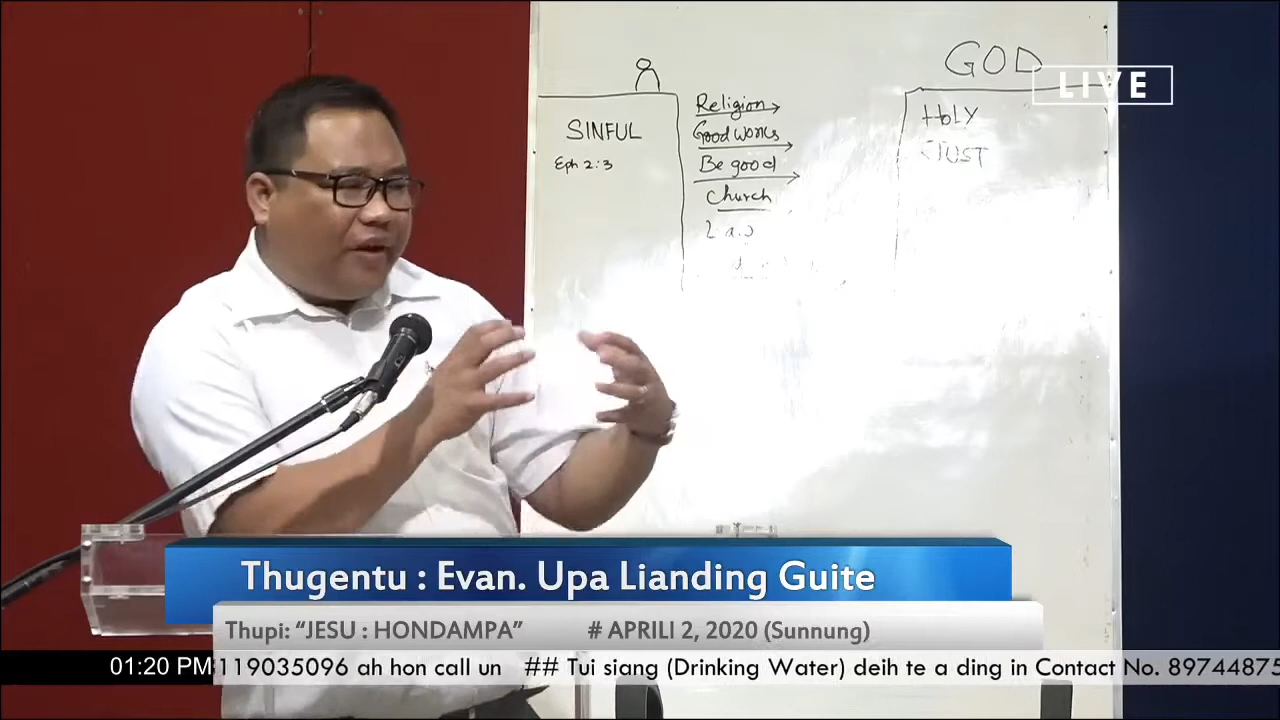 GOD
LIVE
Religion
HOLY
SINFUL
Good works
JUST
Eph 2:3
Be good
Church
Law
Thugentu : Evan. Upa Lianding Guite
Thupi: “JESU : HONDAMPA” # APRILI 2, 2020 (Sunnung)
01:20 PM 119035096 ah hon call un ## Tui siang (Drinking Water) deih te a ding in Contact No. 89744875